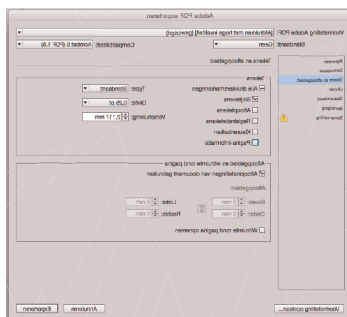 Adobe PDF exporteren
Voorinstelling Adobe PDF: [Afdrukken met hoge kwaliteit] (gewijzigd)
Standaard: Geen Compatibiliteit: Acrobat 6 (PDF 1.5)
Algemeen
Compressie
Tekens en afloopgebied
Uitvoer
Geavanceerd
Beveiliging
Samenvatting
Tekens en afloopgebied
Tekens
Alle drukkersmarkeringen
Snijtekens
Aflooptekens
Registratietekens
Kleurenbalken
Pagina-informatie
Type: Standaard
Dikte: 0,25 pt
Verschuiving: 2,117 mm
Afloopgebied en witruimte rond pagina
Afloopinstellingen van document gebruiken
Afloopgebied:
Boven: 0 mm Links: 0 mm
Onder: 0 mm Rechts: 0 mm
Witruimte rond pagina opnemen
Voorinstelling opslaan... Annuleren Exporteren